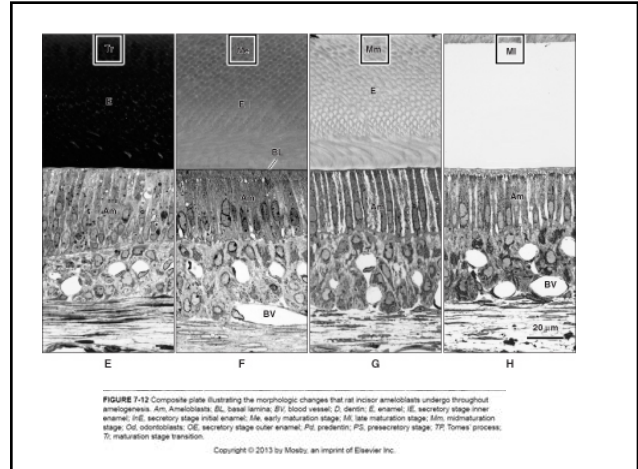 Tr Me Mm Ml
E E E
BL
Am Am Am Am
BV BV
20 μm
E F G H
FIGURE 7-12 Composite plate illustrating the morphologic changes that rat incisor ameloblasts undergo throughout
amelogenesis. Am, Ameloblasts; BL, basal lamina; BV, blood vessel; D, dentin; E, enamel; IE, secretory stage inner
enamel; InE, secretory stage initial enamel; Me, early maturation stage; Ml, late maturation stage; Mm, midmaturation
stage; Od, odontoblasts; OE, secretory stage outer enamel; Pd, predentin; PS, presecretory stage; TP, Tomes' process;
Tr, maturation stage transition.
Copyright © 2013 by Mosby, an imprint of Elsevier Inc.